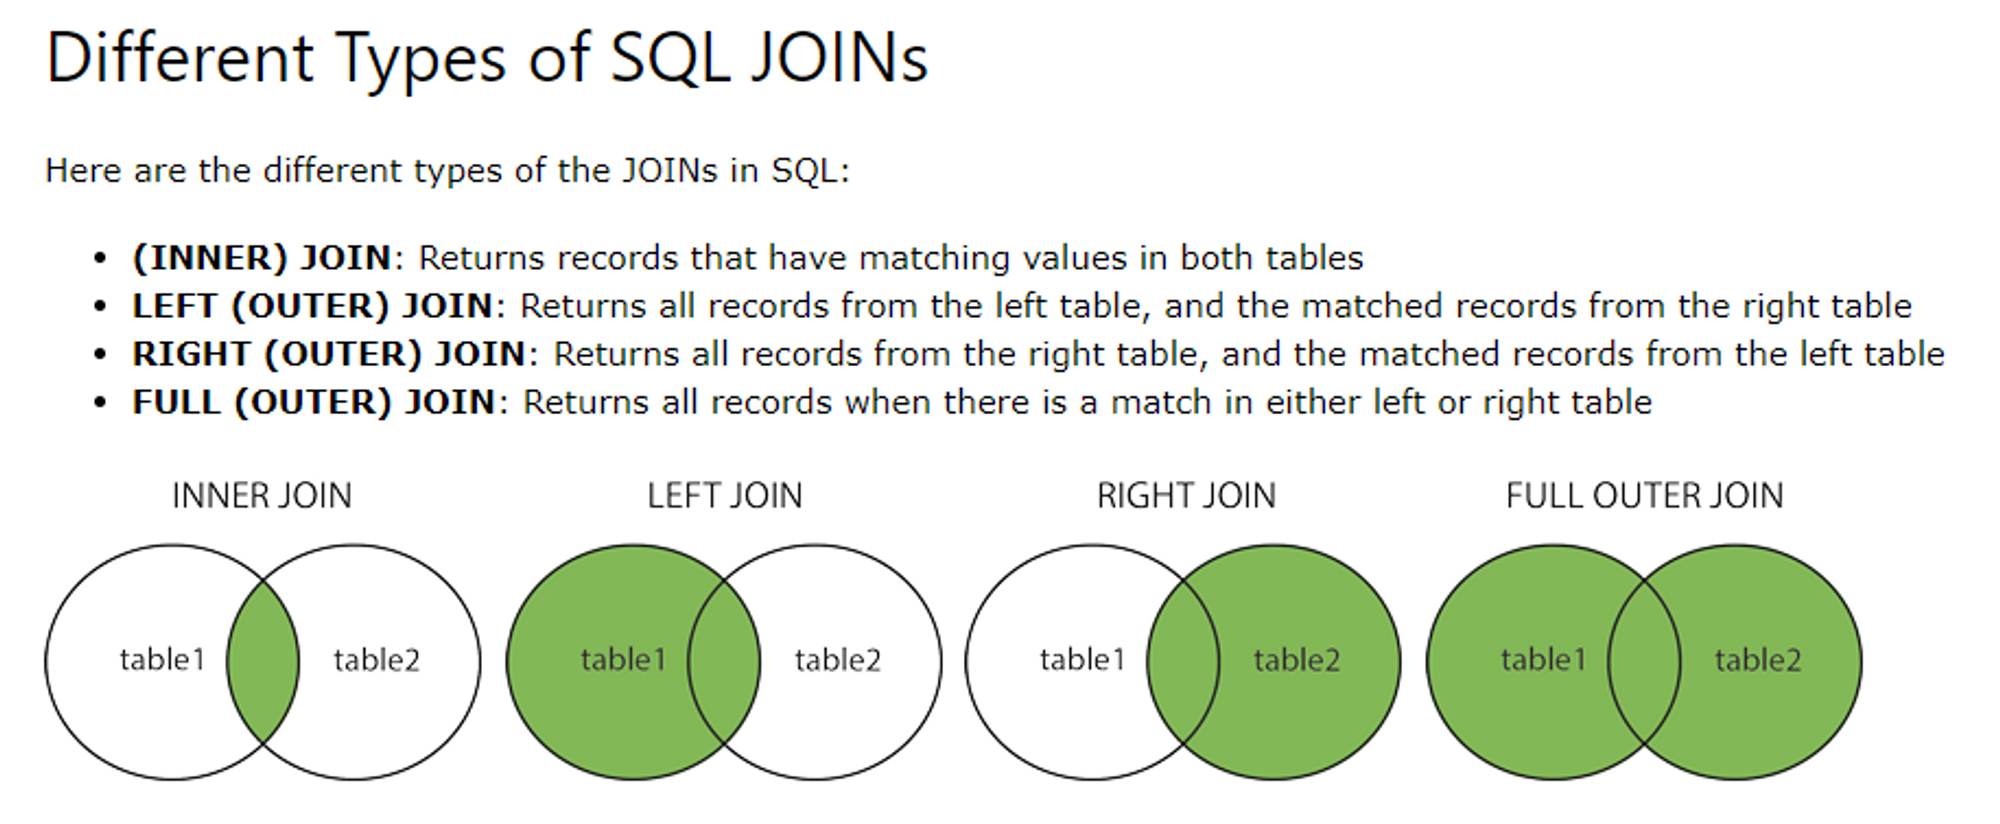 Different Types of SQL JOINs
Here are the different types of the JOINs in SQL:
• (INNER) JOIN: Returns records that have matching values in both tables
• LEFT (OUTER) JOIN: Returns all records from the left table, and the matched records from the right table
• RIGHT (OUTER) JOIN: Returns all records from the right table, and the matched records from the left table
• FULL (OUTER) JOIN: Returns all records when there is a match in either left or right table
INNER JOIN
table1
table2
LEFT JOIN
table1
table2
RIGHT JOIN
table1
table2
FULL OUTER JOIN
table1
table2